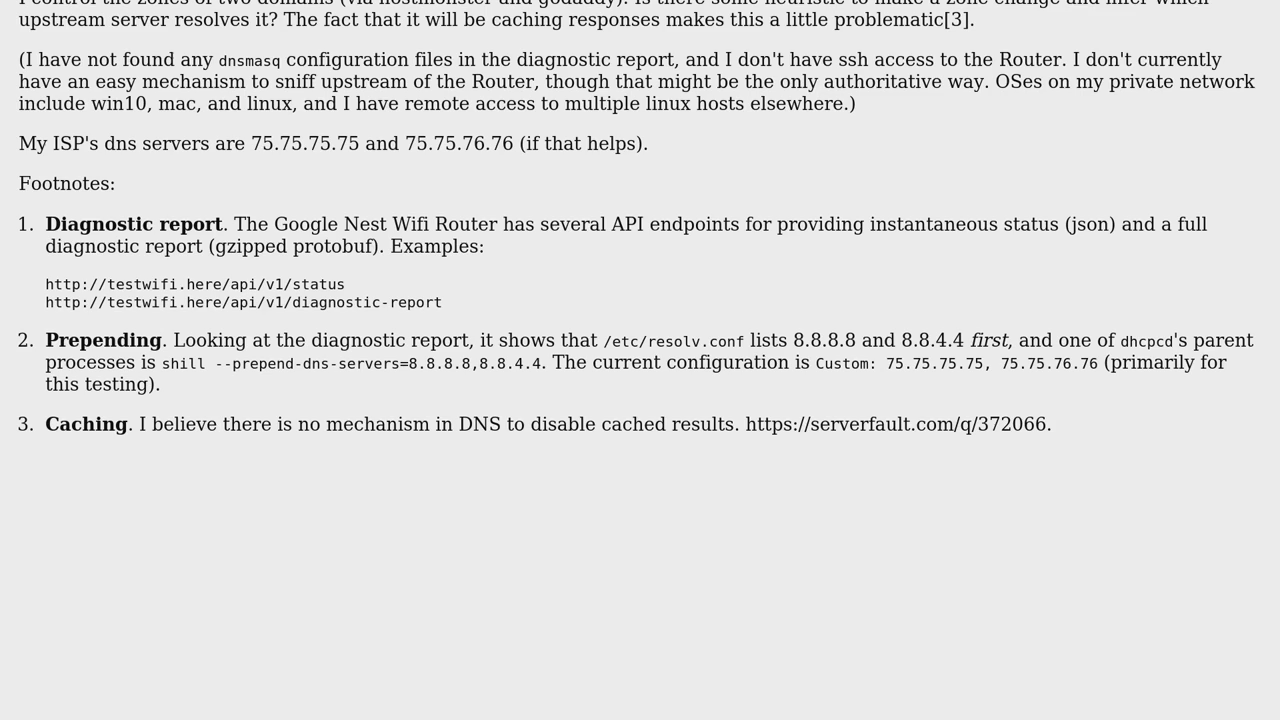 upstream server resolves it? The fact that it will be caching responses makes this a little problematic[3].
(I have not found any dnsmasq configuration files in the diagnostic report, and I don't have ssh access to the Router. I don't currently
have an easy mechanism to sniff upstream of the Router, though that might be the only authoritative way. OSes on my private network
include win10, mac, and linux, and I have remote access to multiple linux hosts elsewhere.)
My ISP's dns servers are 75.75.75.75 and 75.75.76.76 (if that helps).
Footnotes:
1. Diagnostic report. The Google Nest Wifi Router has several API endpoints for providing instantaneous status (json) and a full
diagnostic report (gzipped protobuf). Examples:
http://testwifi.here/api/v1/status
http://testwifi.here/api/v1/diagnostic-report
2. Prepending. Looking at the diagnostic report, it shows that /etc/resolv.conf lists 8.8.8.8 and 8.8.4.4 first, and one of dhcpcd's parent
processes is shill --prepend-dns-servers=8.8.8.8,8.8.4.4. The current configuration is Custom: 75.75.75.75, 75.75.76.76 (primarily for
this testing).
3. Caching. I believe there is no mechanism in DNS to disable cached results. https://serverfault.com/q/372066.